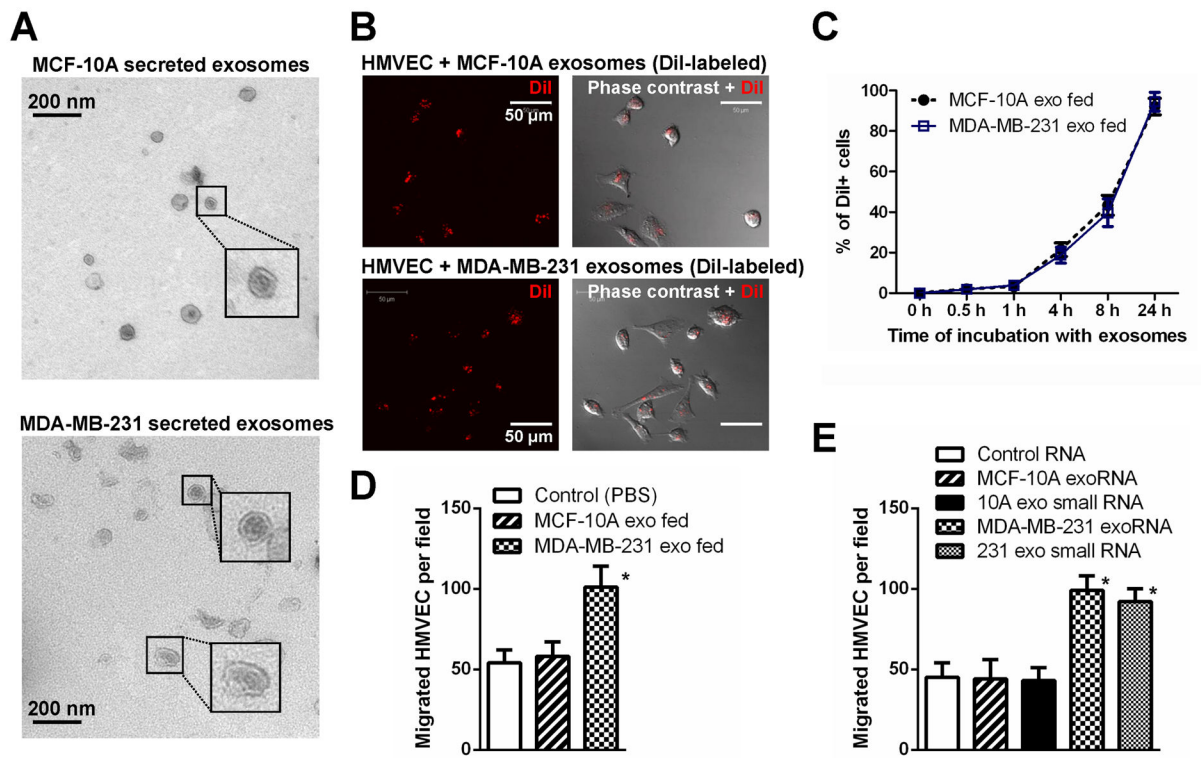 A
MCF-10A secreted exosomes
200 nm
MDA-MB-231 secreted exosomes
200 nm
B
HMVEC + MCF-10A exosomes (DiI-labeled)
DiI
50 µm
Phase contrast + DiI
50 µm
HMVEC + MDA-MB-231 exosomes (DiI-labeled)
DiI
50 µm
50 µm
Phase contrast + DiI
C
% of DiI+ cells
100
80
60
40
20
0
MCF-10A exo fed
MDA-MB-231 exo fed
0 h 0.5 h 1 h 4 h 8 h 24 h
Time of incubation with exosomes
D
Migrated HMVEC per field
150
100
50
0
Control (PBS)
MCF-10A exo fed
MDA-MB-231 exo fed
*
E
Control RNA
MCF-10A exoRNA
10A exo small RNA
MDA-MB-231 exoRNA
231 exo small RNA
Migrated HMVEC per field
150
100
50
0
* *